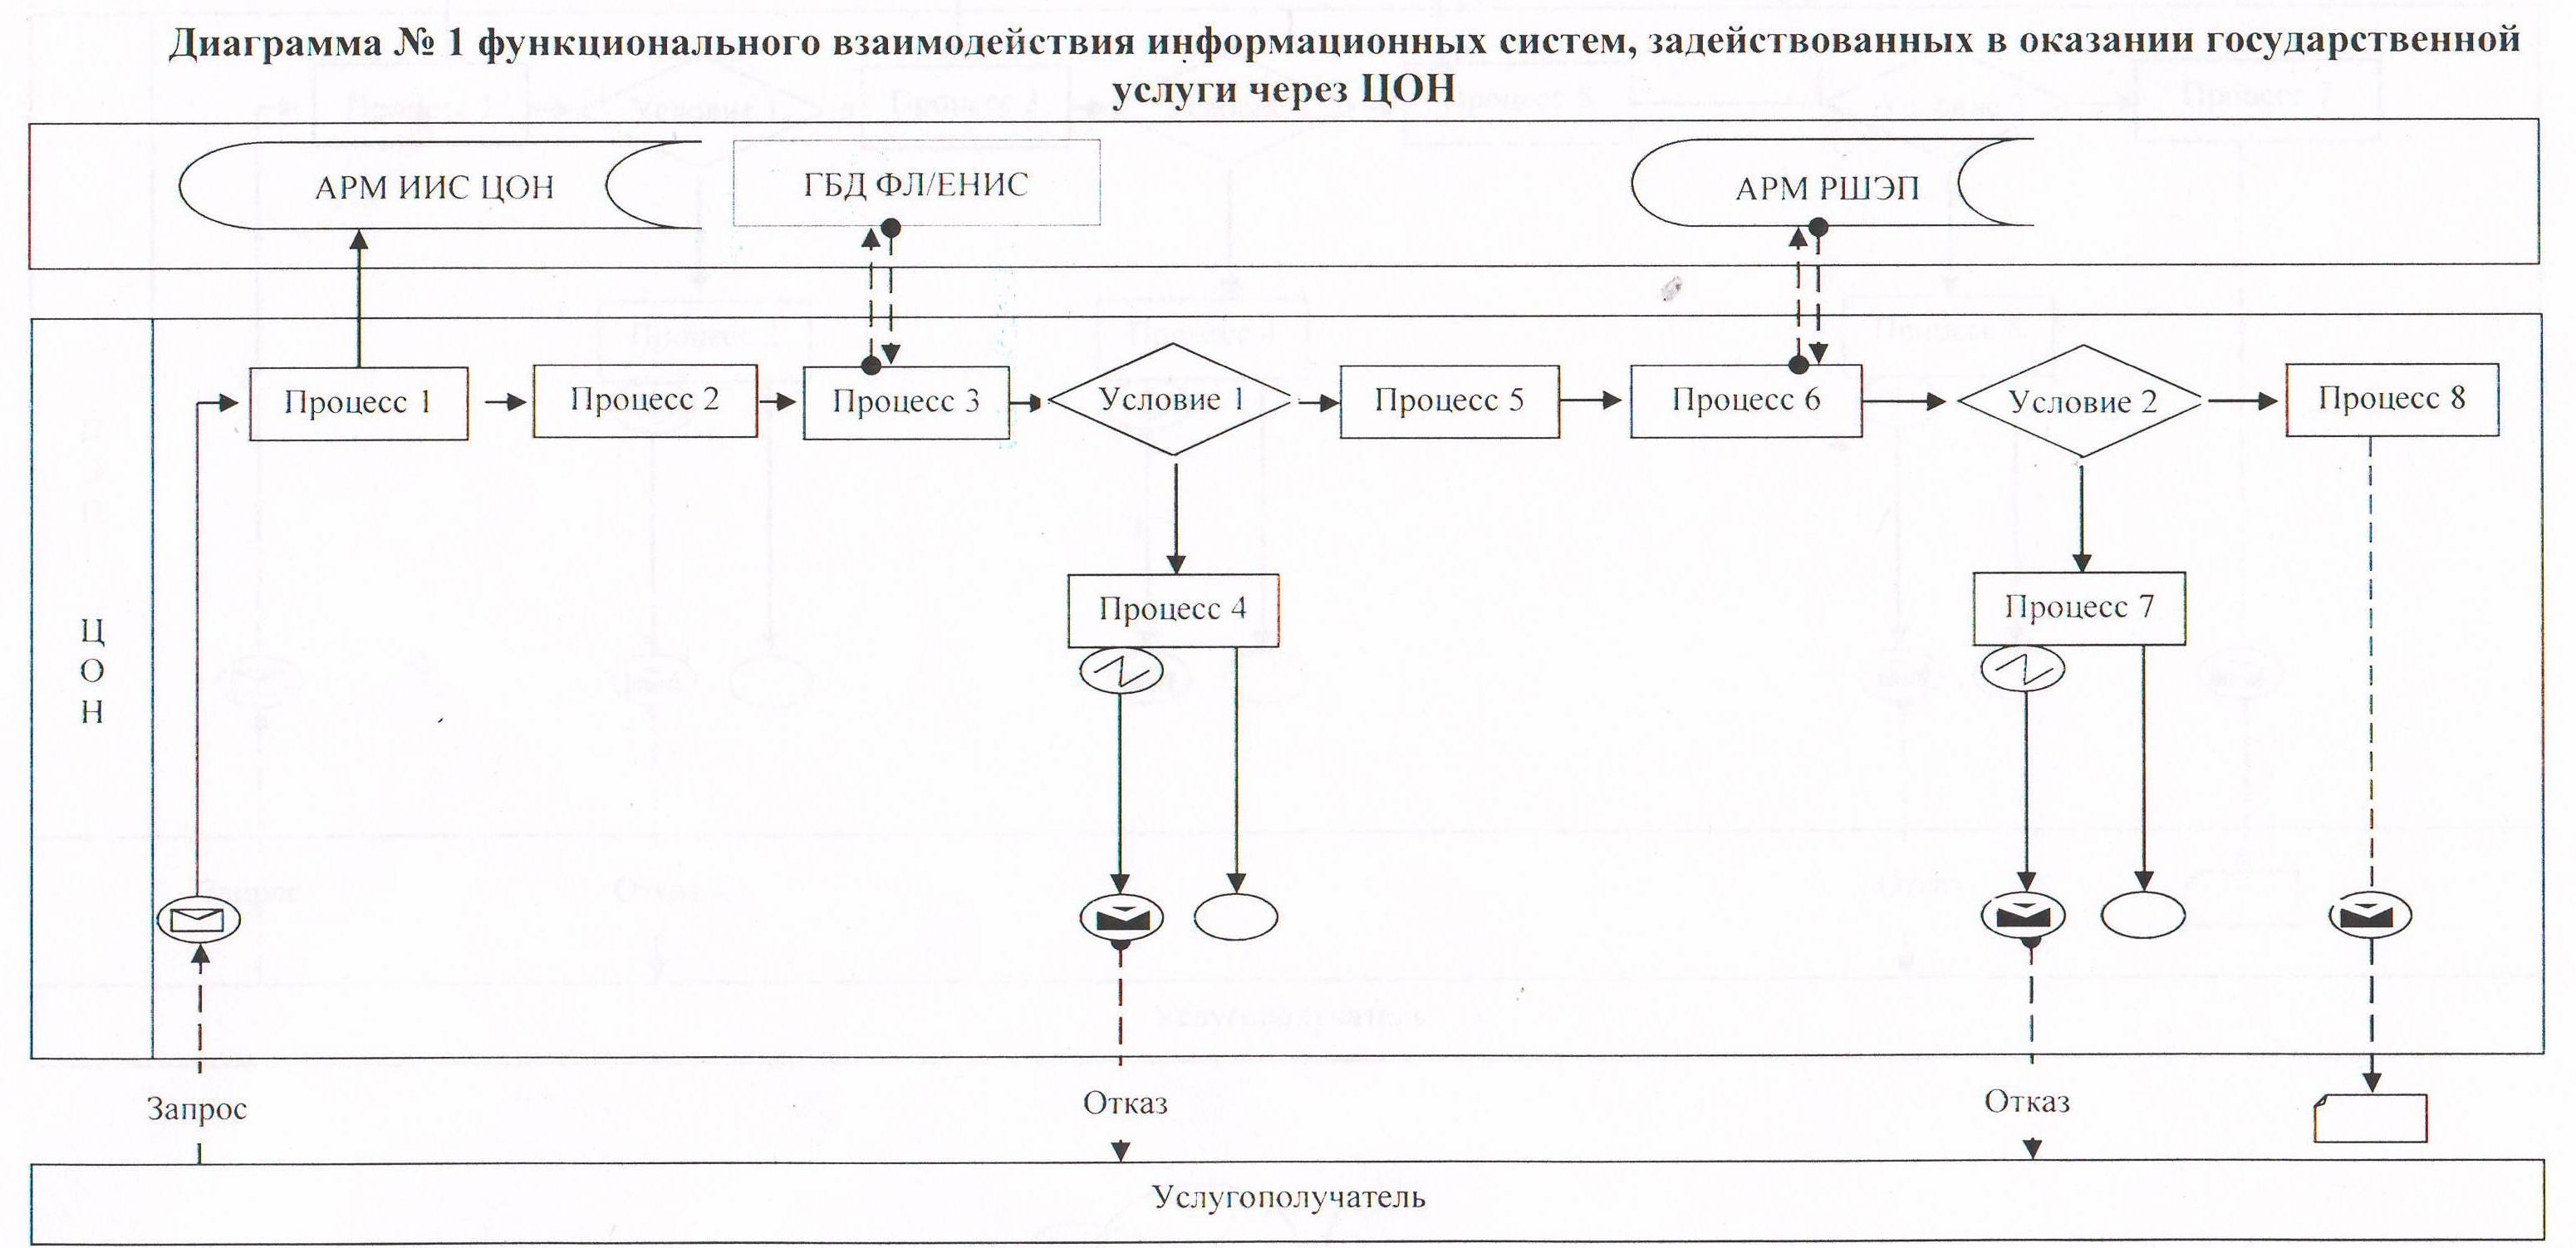 Диаграмма № 1 функционального взаимодействия информационных систем, задействованных в оказании государственной
услуги через ЦОН
АРМ ИИС ЦОН
ГБД ФЛ/ЕНИС
АРМ РШЭП
Процесс 1
Процесс 2
Процесс 3
Условие 1
Процесс 5
Процесс 6
Условие 2
Процесс 8
Процесс 4
Процесс 7
Ц
О
Н
Запрос
Отказ
Отказ
Услугополучатель